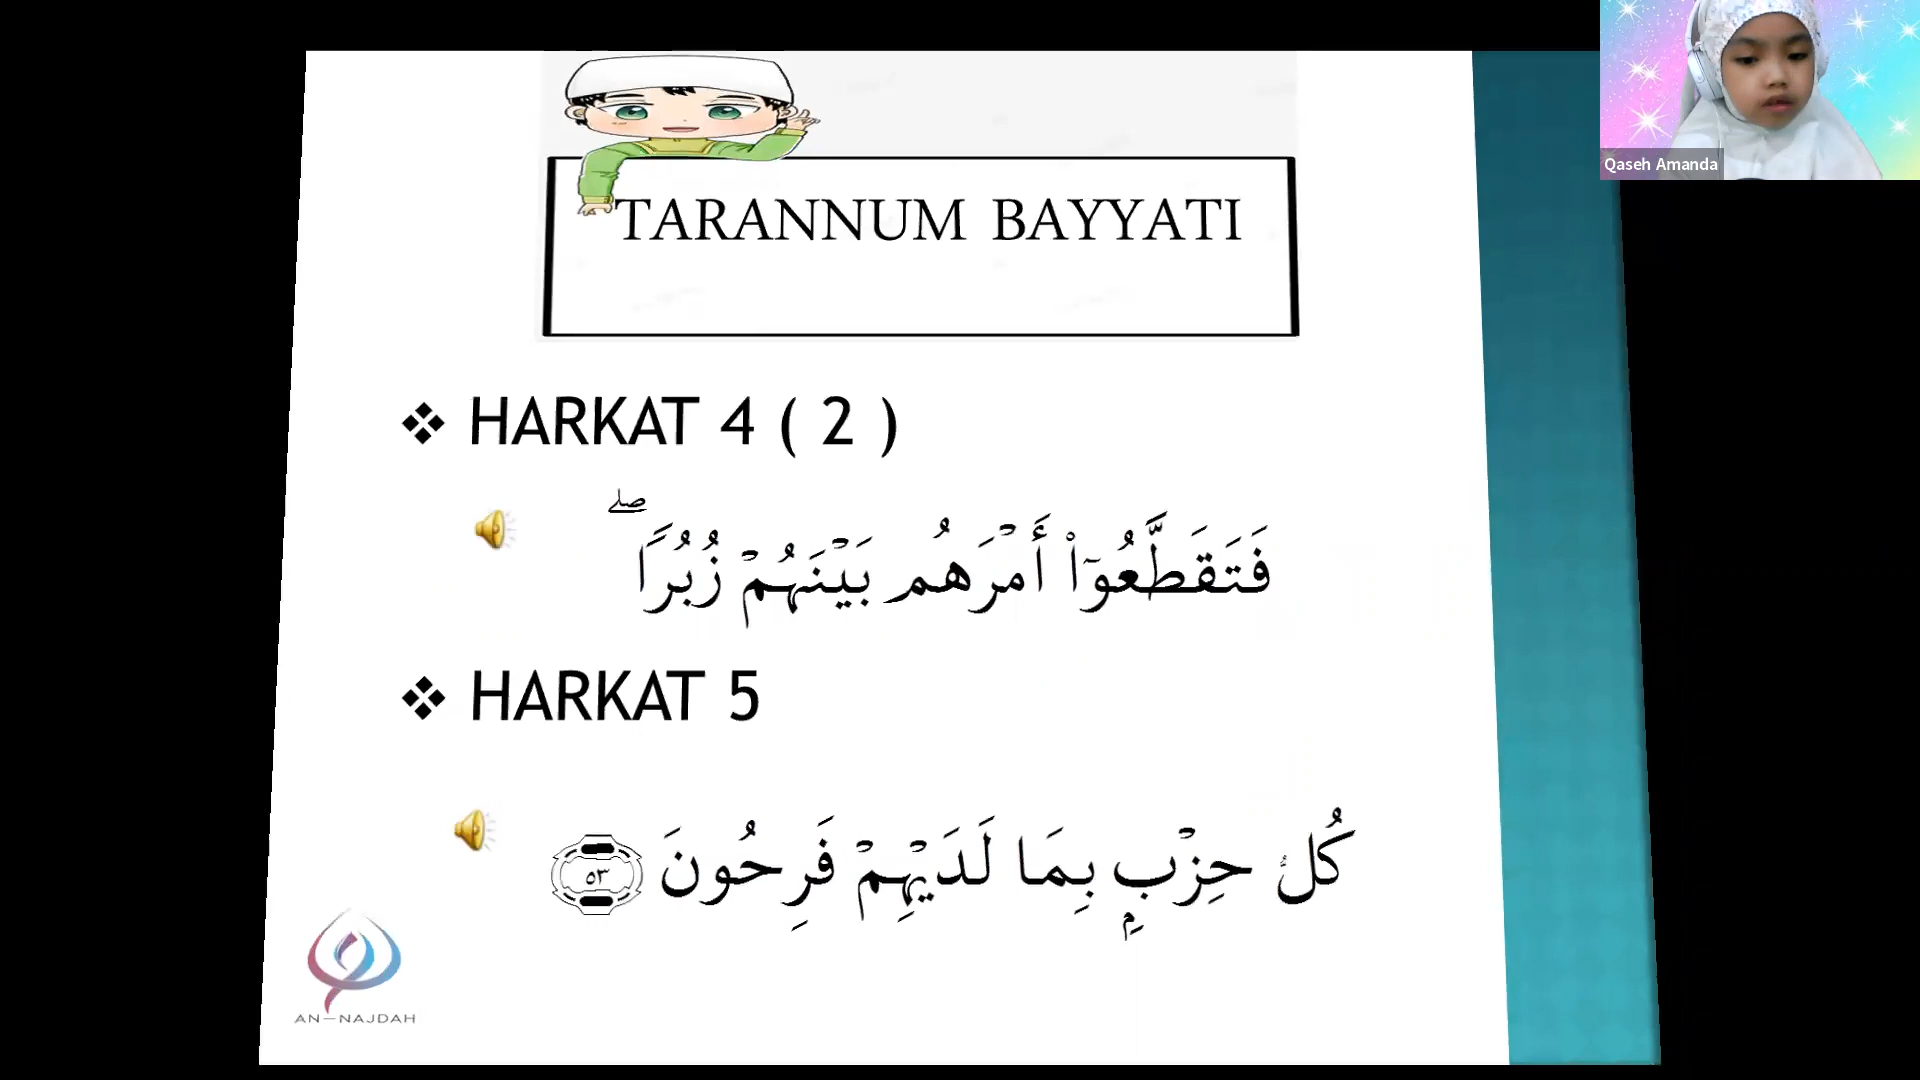 Qaseh Amanda
TARANNUM BAYYATI
❖ HARKAT 4 ( 2 )
فَتَقَطَّعُوٓا۟ أَمْرَهُم بَيْنَهُمْ زُبُرًا ۖ
❖ HARKAT 5
كُلُّ حِزْبٍۭ بِمَا لَدَيْهِمْ فَرِحُونَ ٥٣
AN-NAJDAH